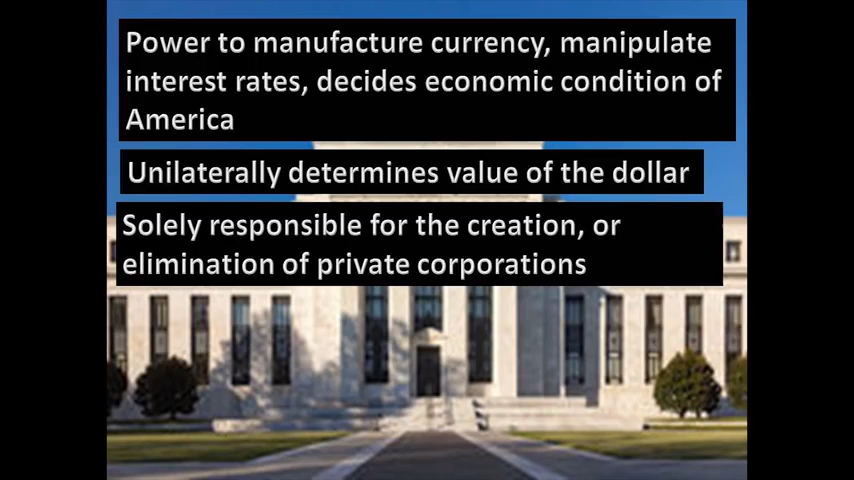 Power to manufacture currency, manipulate
interest rates, decides economic condition of
America
Unilaterally determines value of the dollar
Solely responsible for the creation, or
elimination of private corporations